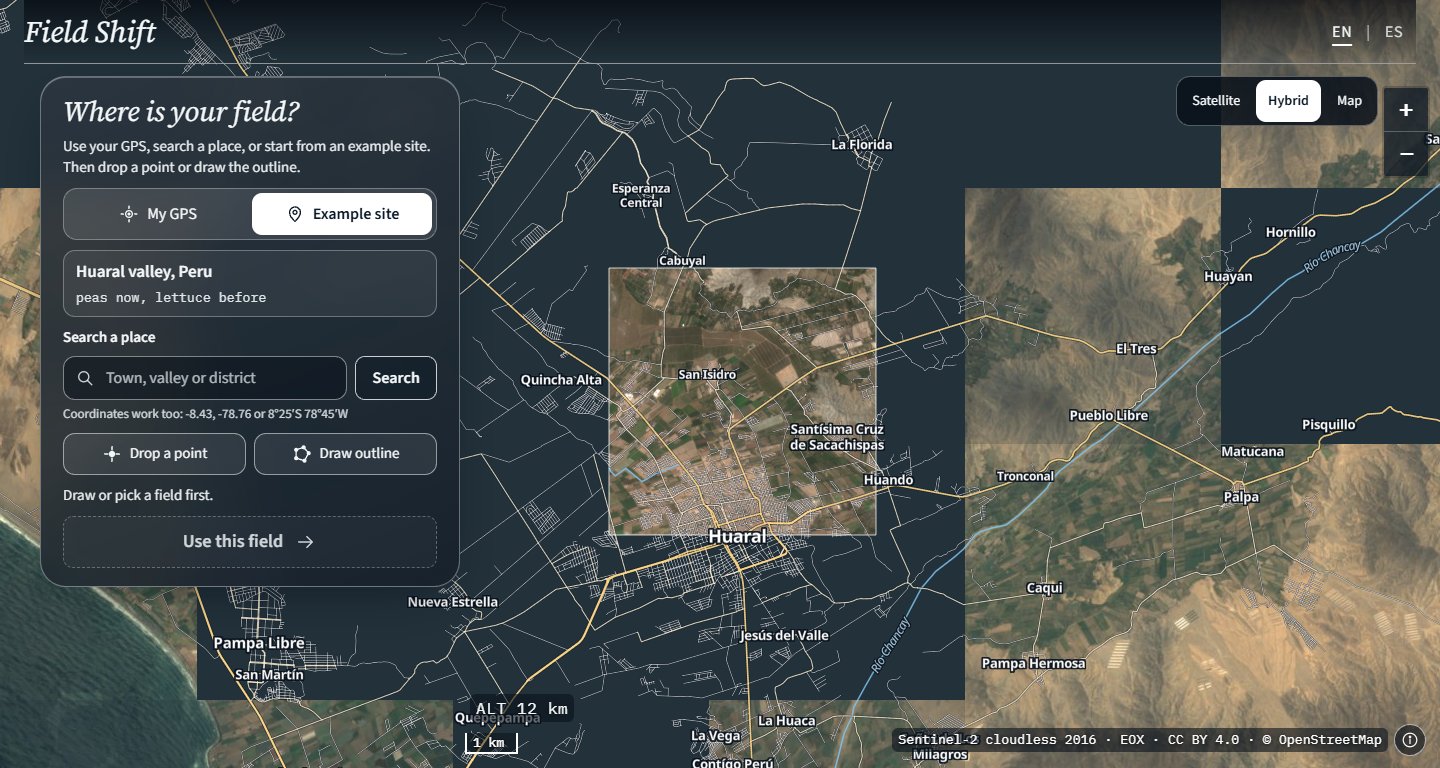 Field Shift
EN | ES
Where is your field?
Use your GPS, search a place, or start from an example site.
Then drop a point or draw the outline.
My GPS
Example site
Huaral valley, Peru
peas now, lettuce before
Search a place
Town, valley or district
Search
Coordinates work too: -8.43, -78.76 or 8°25'S 78°45'W
Drop a point
Draw outline
Draw or pick a field first.
Use this field →
Satellite
Hybrid
Map
+
−
La Florida
Esperanza
Central
Cabuyal
Hornillo
Río Chancay
Huayan
El Tres
San Isidro
Quincha Alta
Pueblo Libre
Santísima Cruz
de Sacachispas
Pisquillo
Matucana
Huando
Tronconal
Palpa
Huaral
Caqui
Nueva Estrella
Jesús del Valle
Río Chancay
Pampa Libre
Pampa Hermosa
San Martín
ALT 12 km
Quepepampa
La Huaca
La Vega
1 km
Sentinel-2 cloudless 2016 · EOX · CC BY 4.0 · © OpenStreetMap
Milagros
Contigo Perú